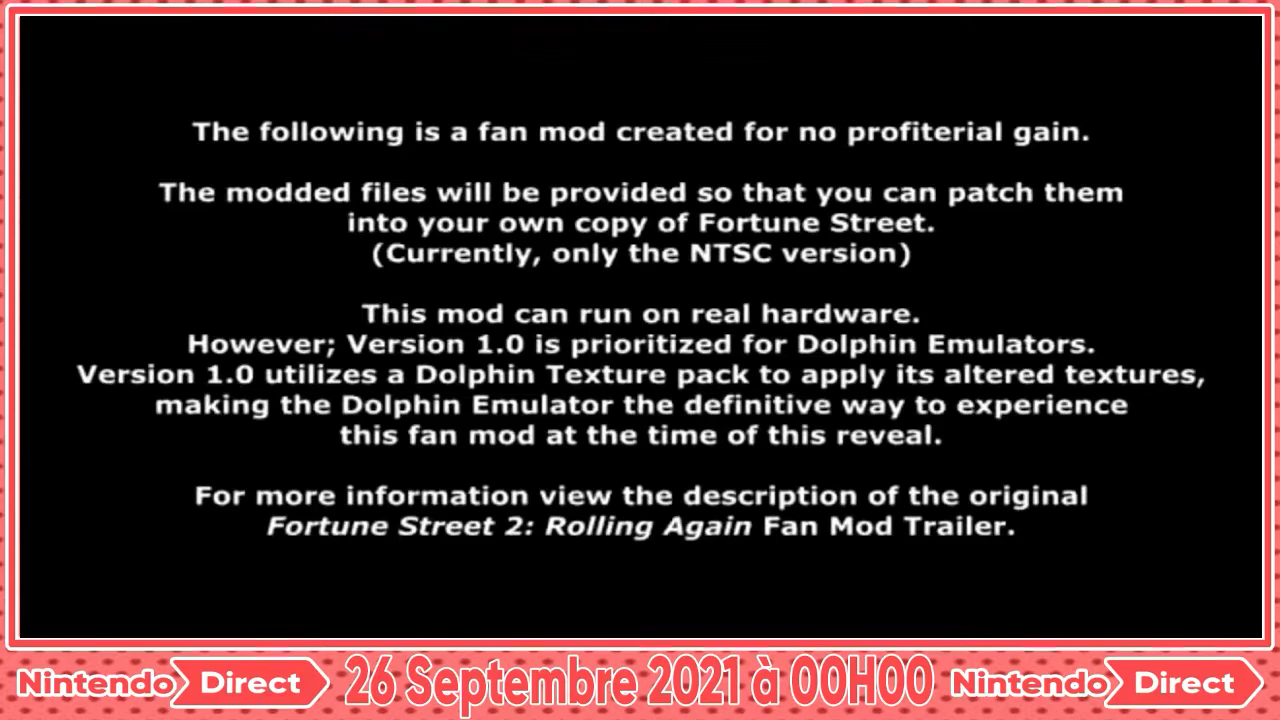 The following is a fan mod created for no profiterial gain.
The modded files will be provided so that you can patch them
into your own copy of Fortune Street.
(Currently, only the NTSC version)
This mod can run on real hardware.
However; Version 1.0 is prioritized for Dolphin Emulators.
Version 1.0 utilizes a Dolphin Texture pack to apply its altered textures,
making the Dolphin Emulator the definitive way to experience
this fan mod at the time of this reveal.
For more information view the description of the original
Fortune Street 2: Rolling Again Fan Mod Trailer.
Nintendo Direct 26 Septembre 2021 à 00H00 Nintendo Direct